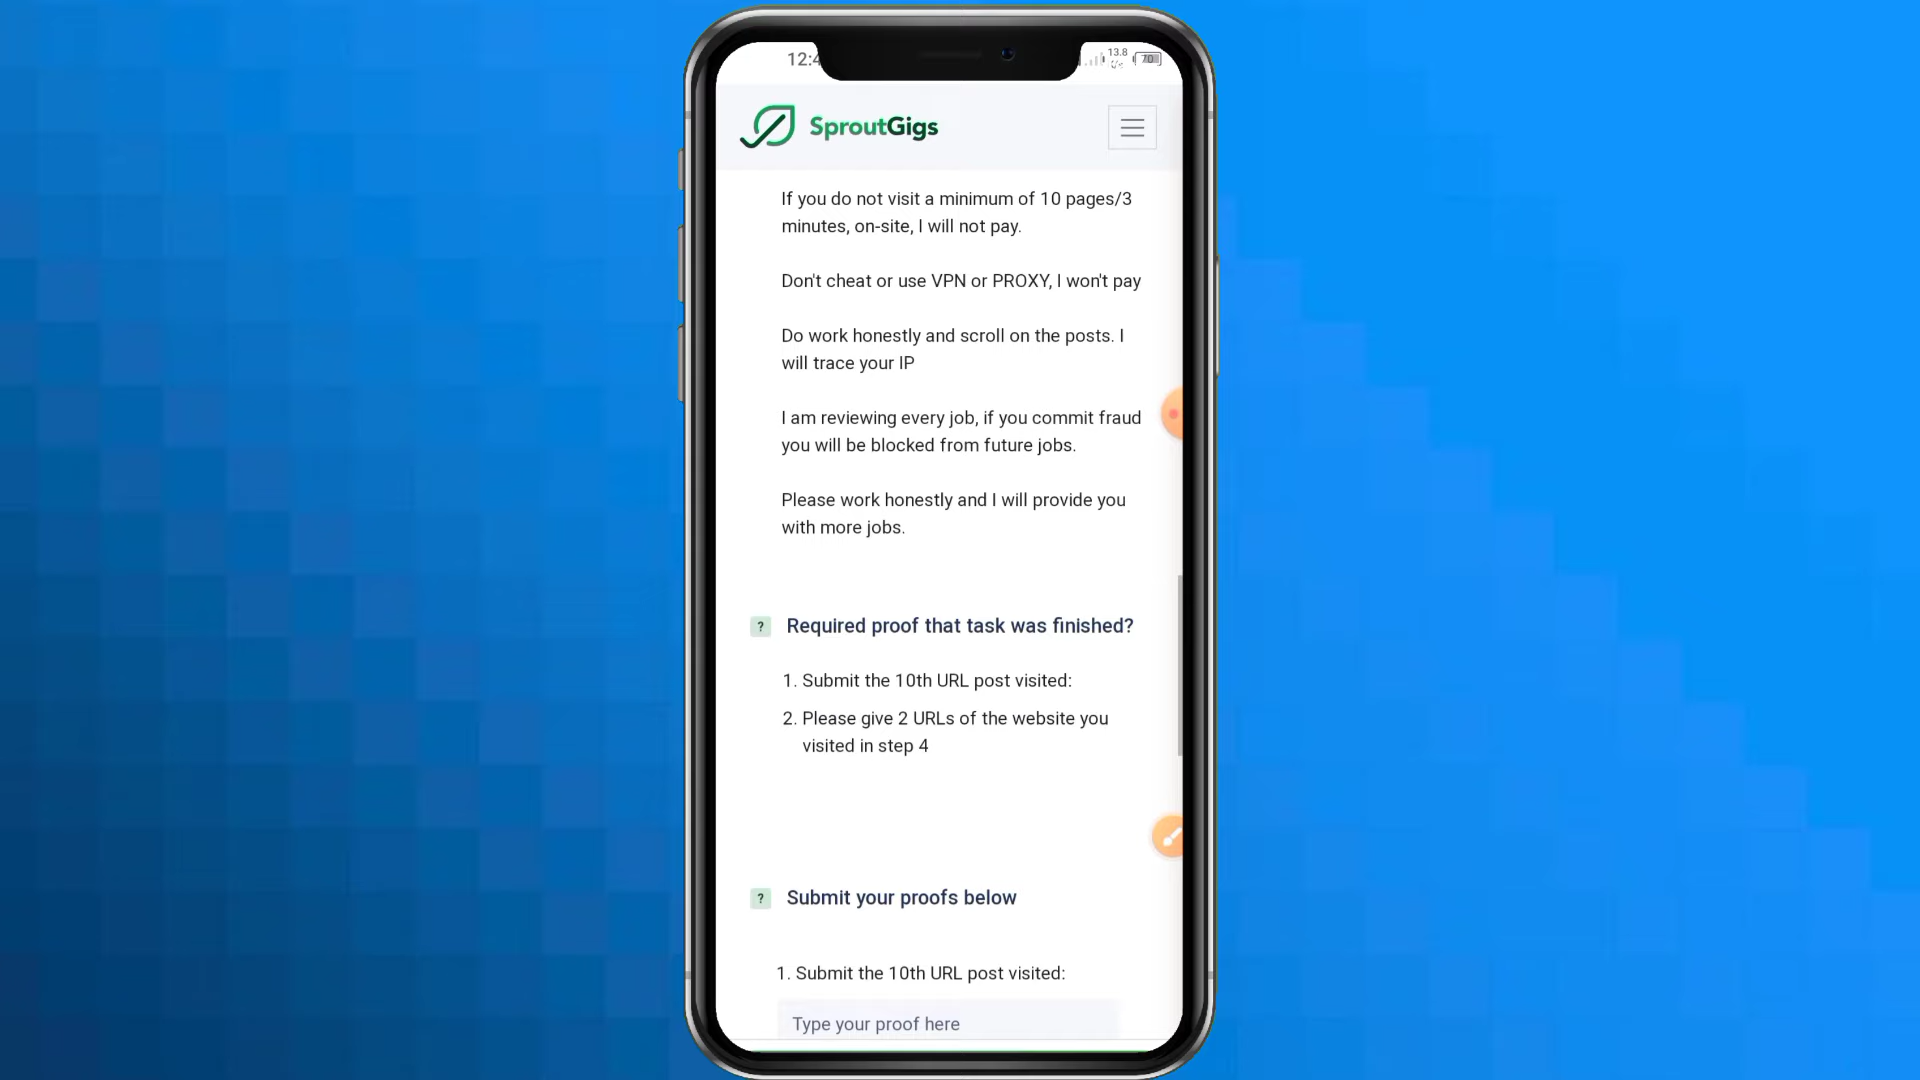 12:4
13.8
70
SproutGigs
If you do not visit a minimum of 10 pages/3
minutes, on-site, I will not pay.
Don't cheat or use VPN or PROXY, I won't pay
Do work honestly and scroll on the posts. I
will trace your IP
I am reviewing every job, if you commit fraud
you will be blocked from future jobs.
Please work honestly and I will provide you
with more jobs.
? Required proof that task was finished?
1. Submit the 10th URL post visited:
2. Please give 2 URLs of the website you
visited in step 4
? Submit your proofs below
1. Submit the 10th URL post visited:
Type your proof here